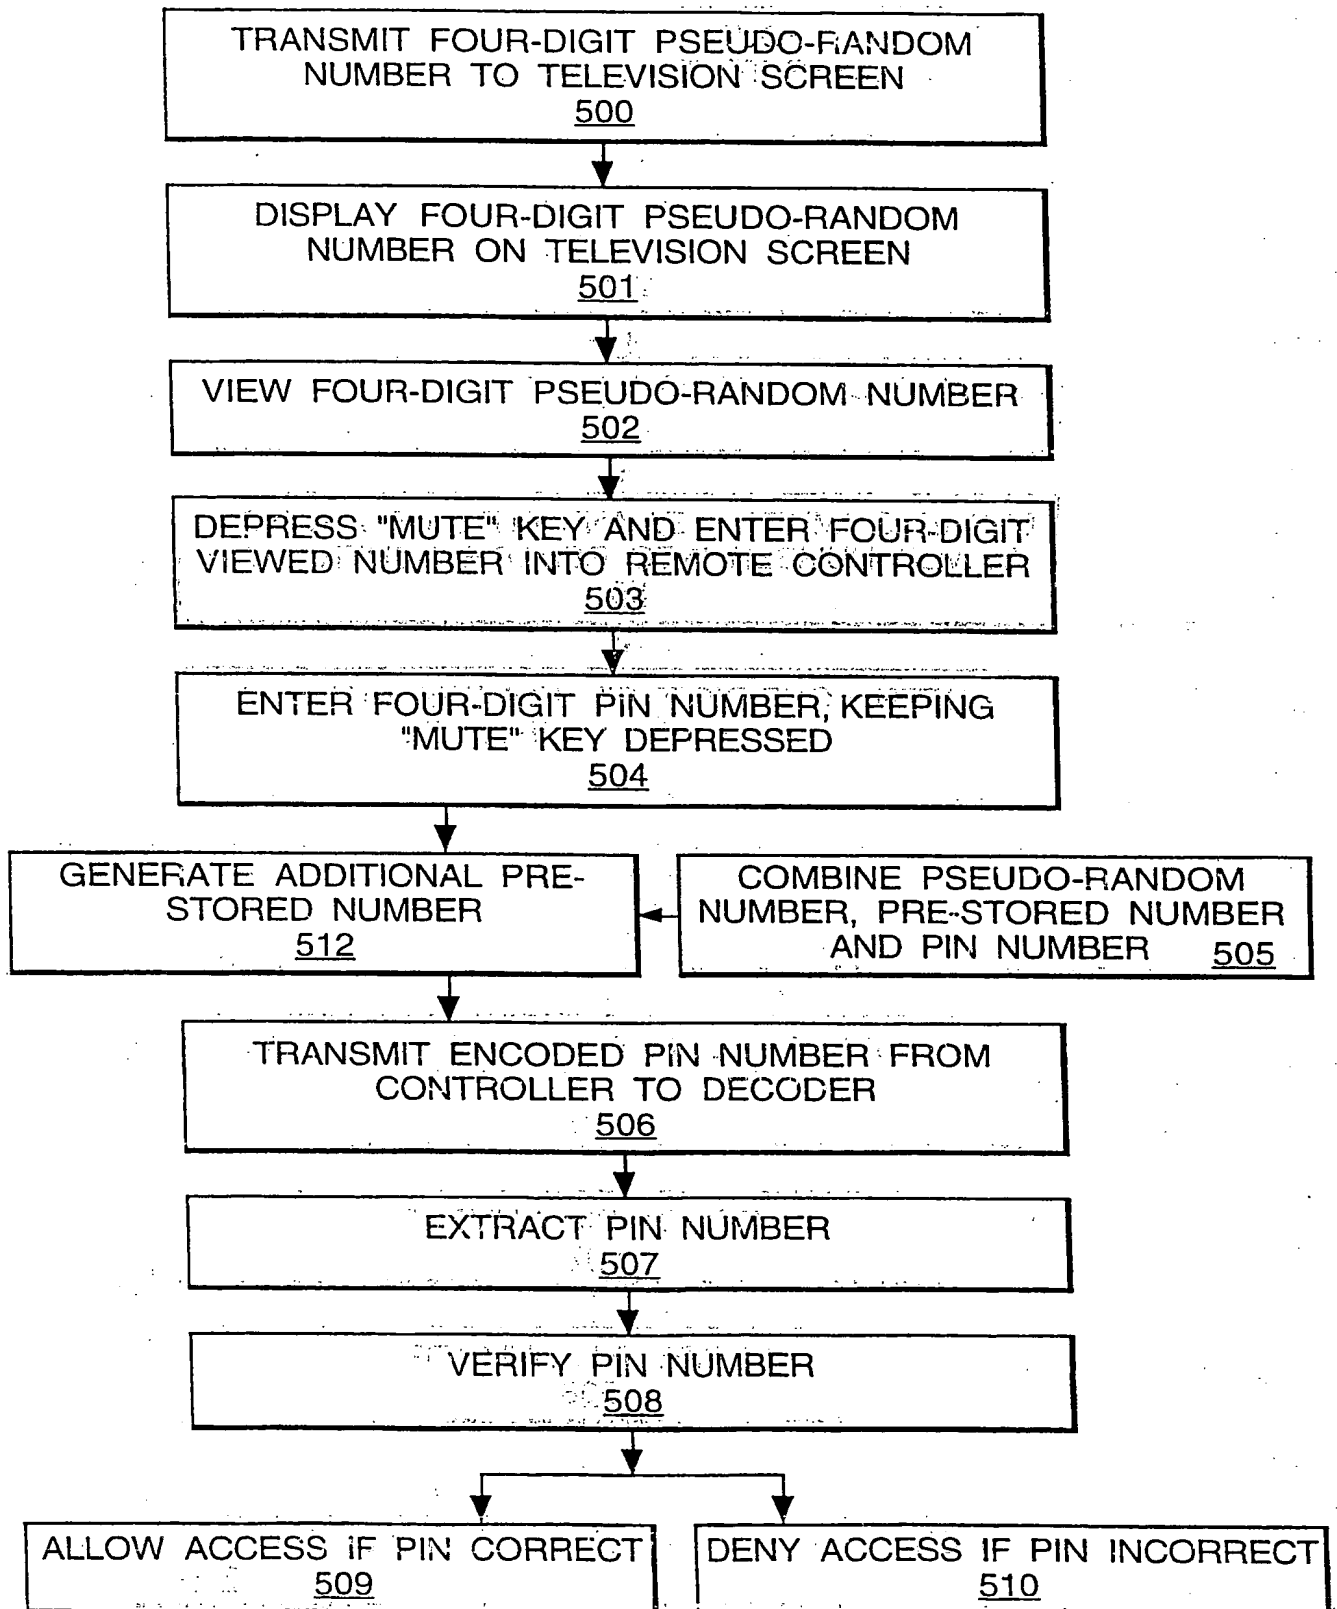 TRANSMIT FOUR-DIGIT PSEUDO-RANDOM
NUMBER TO TELEVISION SCREEN
500
DISPLAY FOUR-DIGIT PSEUDO-RANDOM
NUMBER ON TELEVISION SCREEN
501
VIEW FOUR-DIGIT PSEUDO-RANDOM NUMBER
502
DEPRESS "MUTE" KEY AND ENTER FOUR-DIGIT
VIEWED NUMBER INTO REMOTE CONTROLLER
503
ENTER FOUR-DIGIT PIN NUMBER, KEEPING
"MUTE" KEY DEPRESSED
504
GENERATE ADDITIONAL PRE-
STORED NUMBER
512
COMBINE PSEUDO-RANDOM
NUMBER, PRE-STORED NUMBER
AND PIN NUMBER 505
TRANSMIT ENCODED PIN NUMBER FROM
CONTROLLER TO DECODER
506
EXTRACT PIN NUMBER
507
VERIFY PIN NUMBER
508
ALLOW ACCESS IF PIN CORRECT
509
DENY ACCESS IF PIN INCORRECT
510